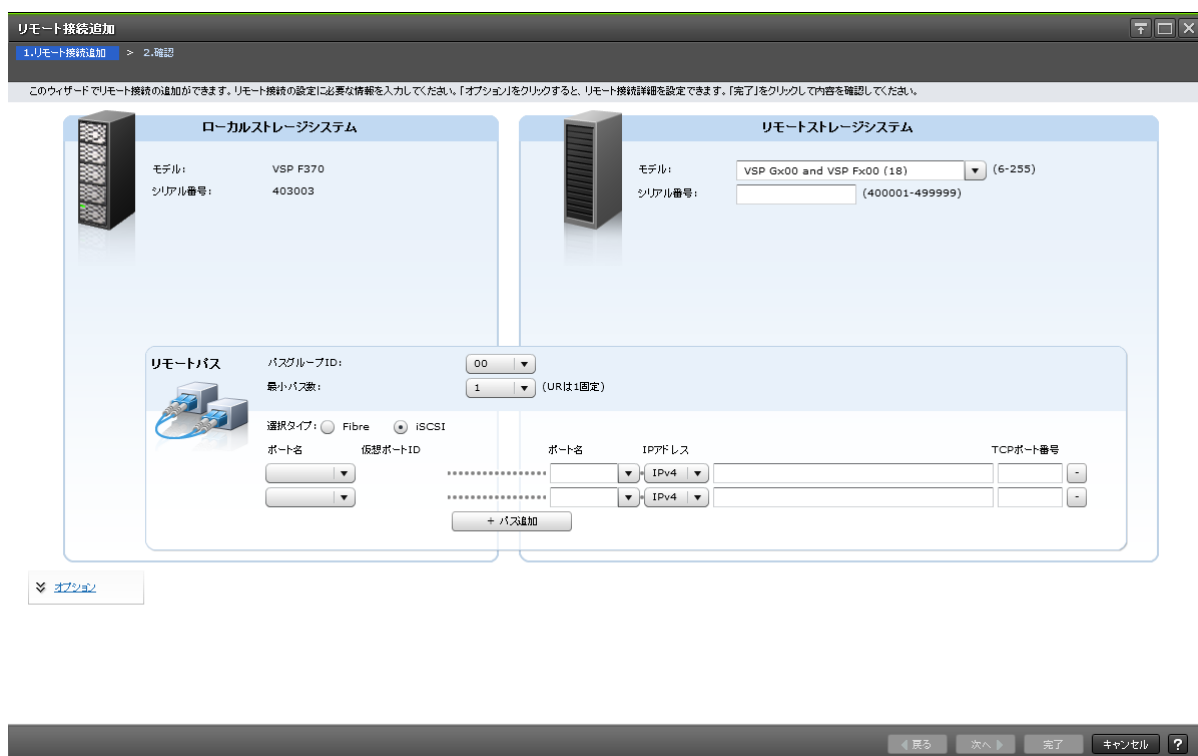 リモート接続追加
1.リモート接続追加 > 2.確認
このウィザードでリモート接続の追加ができます。リモート接続の設定に必要な情報を入力してください。「オプション」をクリックすると、リモート接続詳細を設定できます。「完了」をクリックして内容を確認してください。
ローカルストレージシステム
モデル: VSP F370
シリアル番号: 403003
リモートストレージシステム
モデル: VSP Gx00 and VSP Fx00 (18) (6-255)
シリアル番号: (400001-499999)
リモートパス
パスグループID: 00
最小パス数: 1 (URは1固定)
選択タイプ: Fibre iSCSI
ポート名 仮想ポートID ポート名 IPアドレス TCPポート番号
IPv4 -
IPv4 -
+ パス追加
オプション
戻る 次へ 完了 キャンセル ?